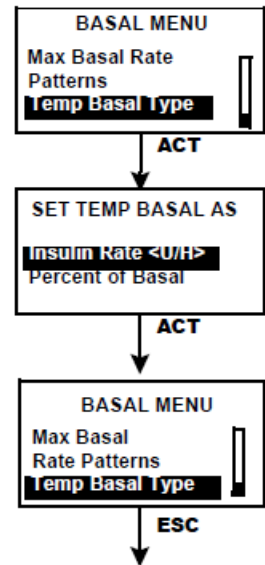 BASAL MENU
Max Basal Rate
Patterns
Temp Basal Type
ACT
SET TEMP BASAL AS
Insulin Rate <U/H>
Percent of Basal
ACT
BASAL MENU
Max Basal
Rate Patterns
Temp Basal Type
ESC